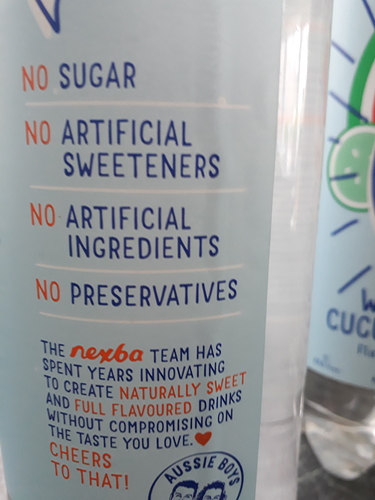 NO SUGAR
NO ARTIFICIAL
SWEETENERS
NO ARTIFICIAL
INGREDIENTS
NO PRESERVATIVES
THE nexba TEAM HAS
SPENT YEARS INNOVATING
TO CREATE NATURALLY SWEET
AND FULL FLAVOURED DRINKS
WITHOUT COMPROMISING ON
THE TASTE YOU LOVE.
CHEERS
TO THAT!
AUSSIE BOYS